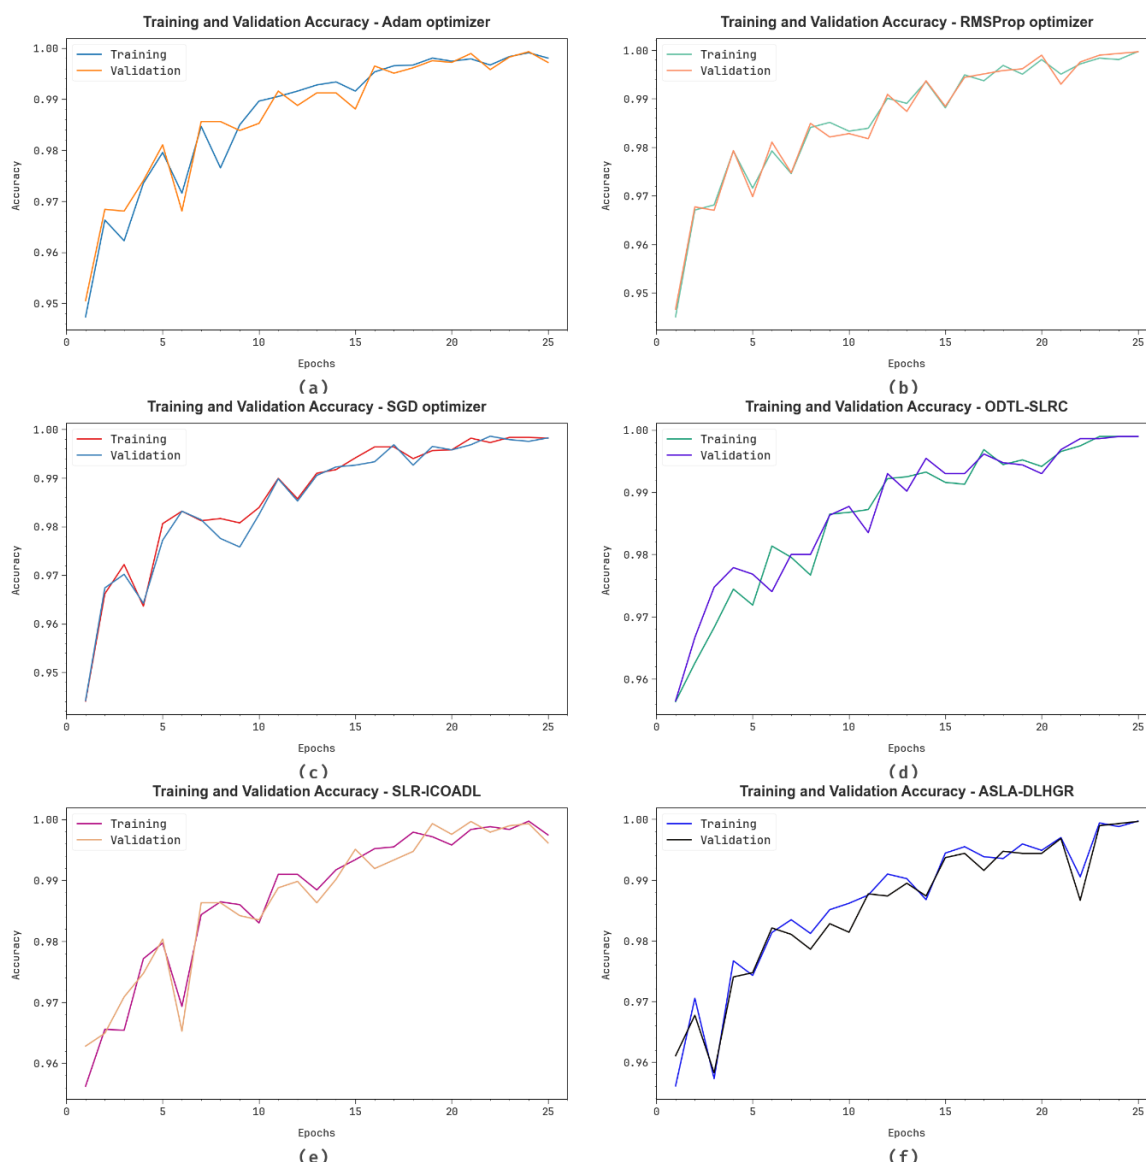 Training and Validation Accuracy - Adam optimizer
Training
Validation
1.00
0.99
0.98
0.97
0.96
0.95
Accuracy
0
5
10
15
20
25
Epochs
(a)
Training and Validation Accuracy - RMSProp optimizer
Training
Validation
1.00
0.99
0.98
0.97
0.96
0.95
Accuracy
0
5
10
15
20
25
Epochs
(b)
Training and Validation Accuracy - SGD optimizer
Training
Validation
1.00
0.99
0.98
0.97
0.96
0.95
Accuracy
0
5
10
15
20
25
Epochs
(c)
Training and Validation Accuracy - ODTL-SLRC
Training
Validation
1.00
0.99
0.98
0.97
0.96
Accuracy
0
5
10
15
20
25
Epochs
(d)
Training and Validation Accuracy - SLR-ICOADL
Training
Validation
1.00
0.99
0.98
0.97
0.96
Accuracy
0
5
10
15
20
25
Epochs
(e)
Training and Validation Accuracy - ASLA-DLHGR
Training
Validation
1.00
0.99
0.98
0.97
0.96
Accuracy
0
5
10
15
20
25
Epochs
(f)